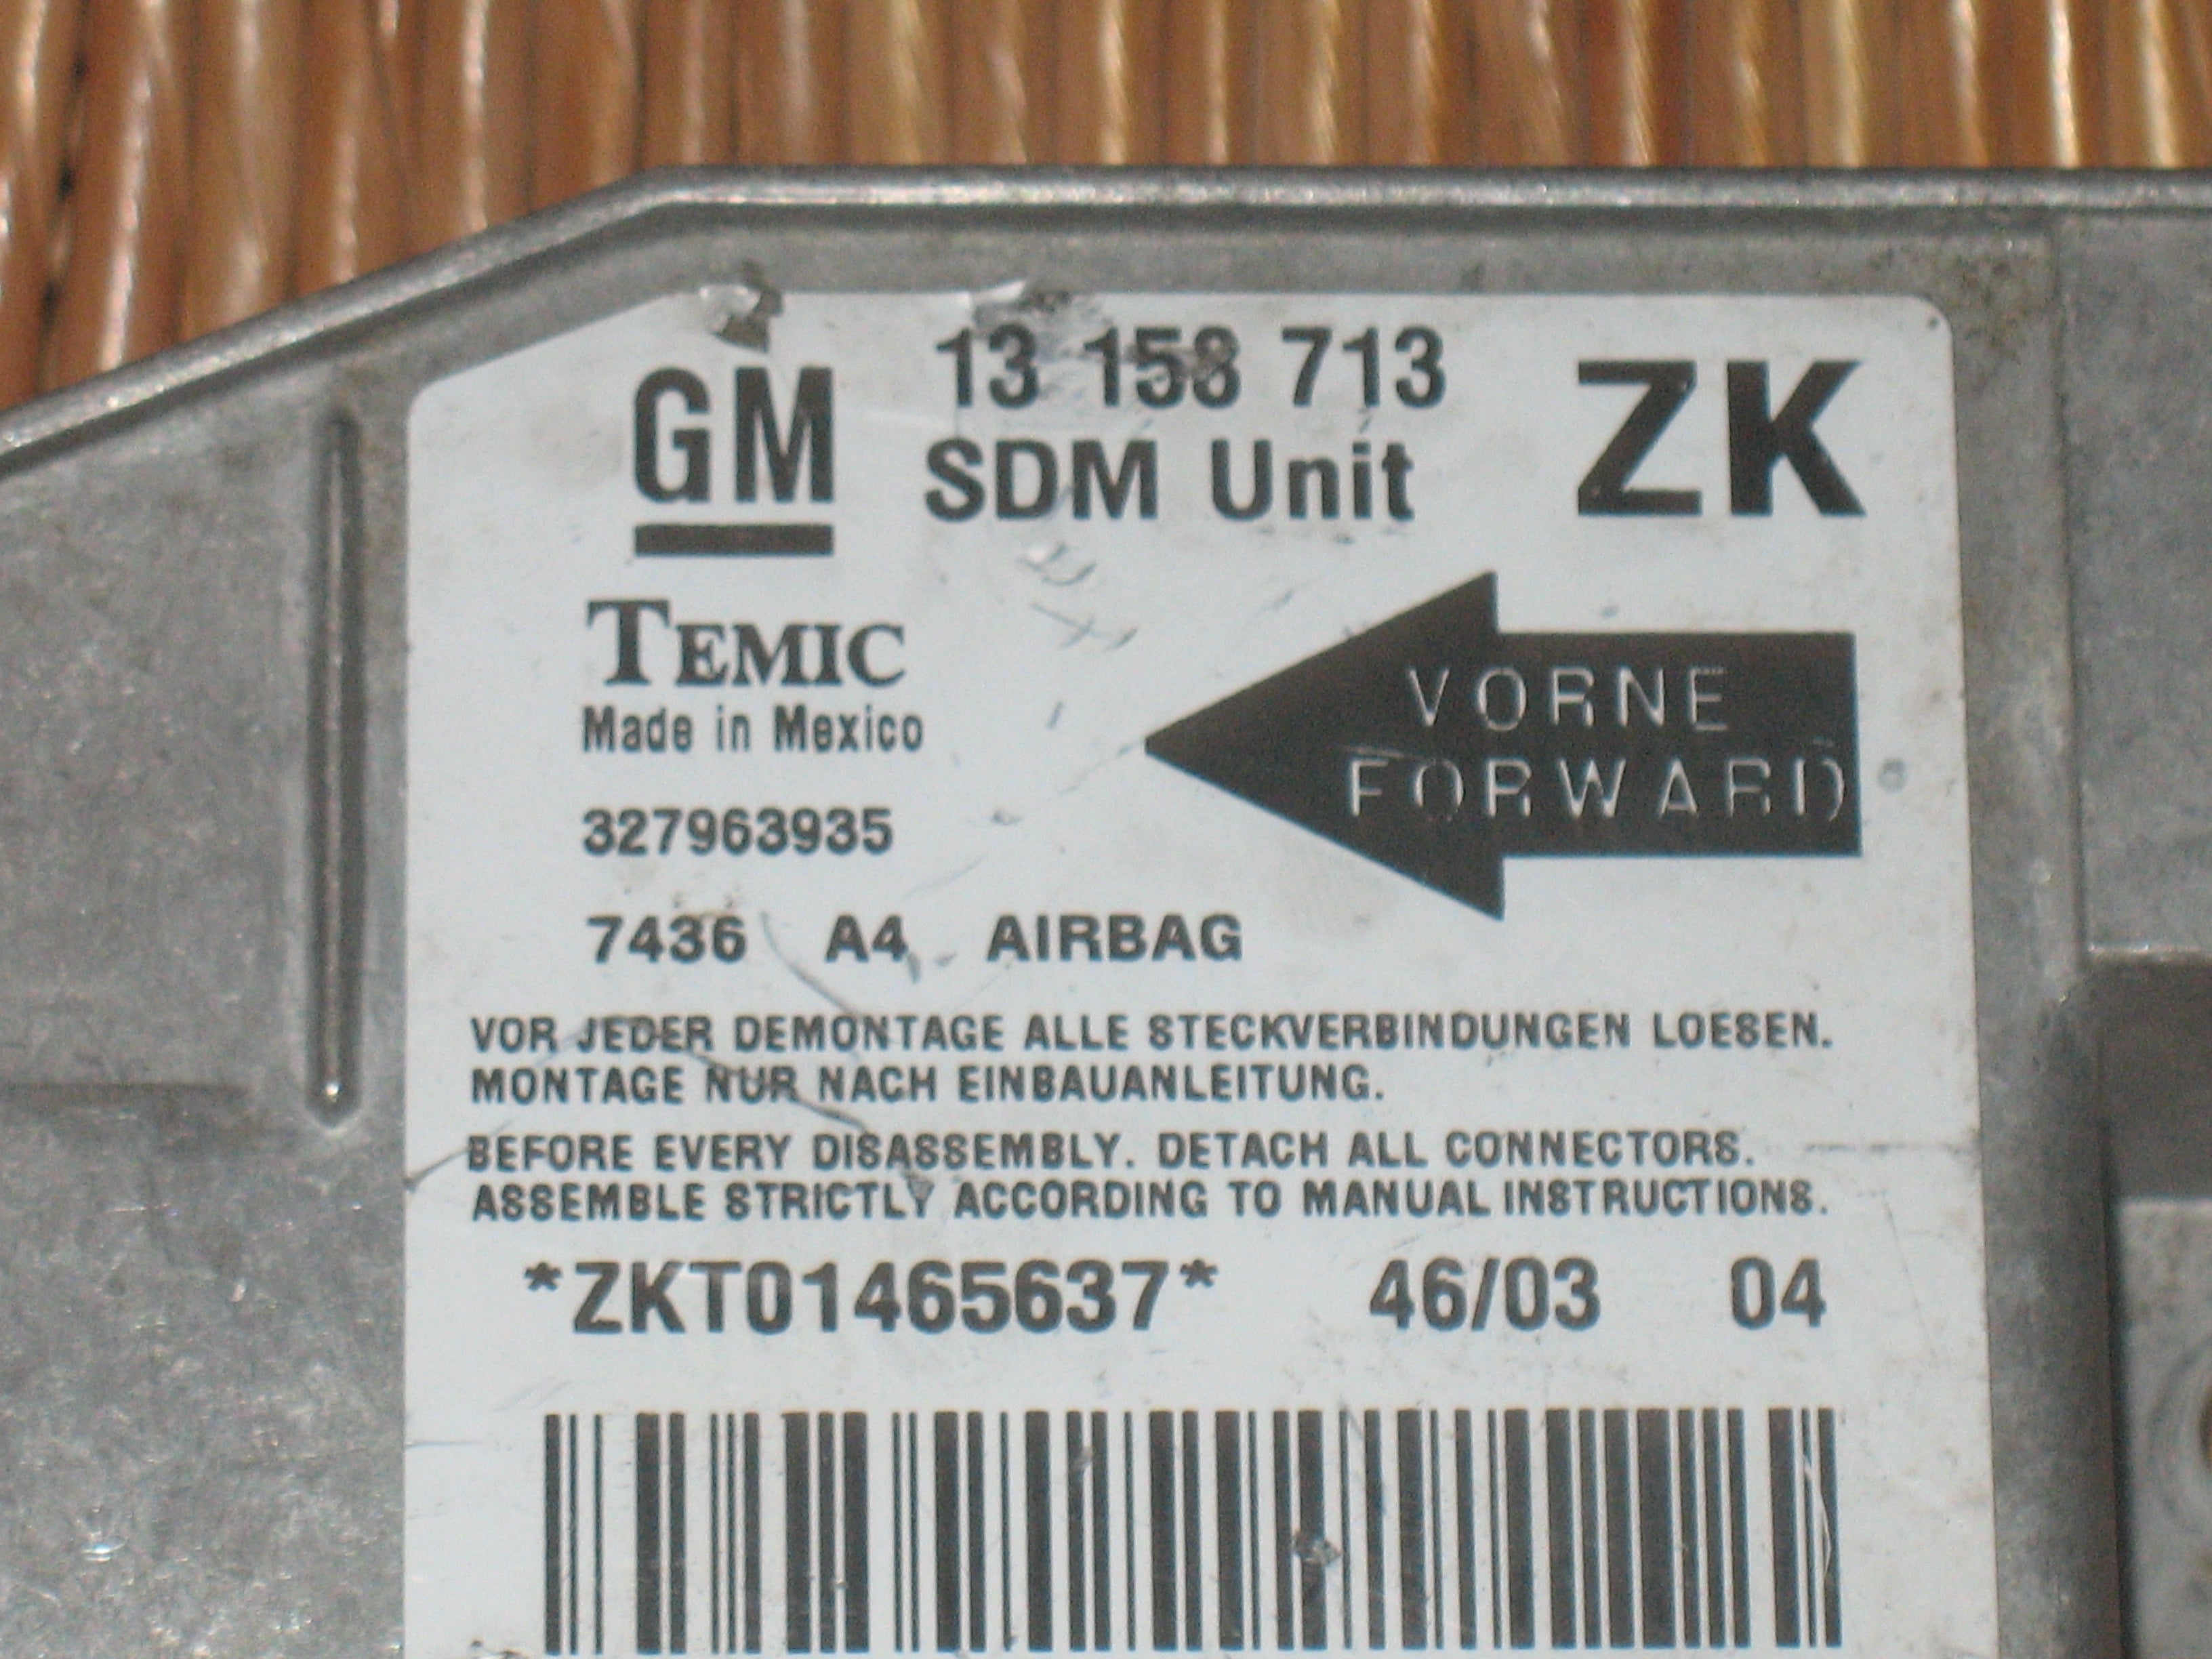 13 158 713 ZK
GM SDM Unit
TEMIC
Made in Mexico
VORNE
FORWARD
327963935
7436 A4 AIRBAG
VOR JEDER DEMONTAGE ALLE STECKVERBINDUNGEN LOESEN.
MONTAGE NUR NACH EINBAUANLEITUNG.
BEFORE EVERY DISASSEMBLY. DETACH ALL CONNECTORS.
ASSEMBLE STRICTLY ACCORDING TO MANUAL INSTRUCTIONS.
*ZKT01465637* 46/03 04